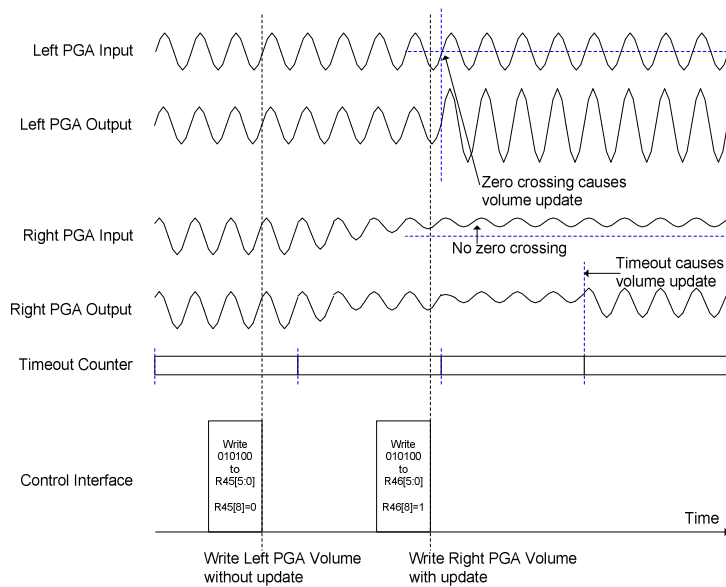 Left PGA Input
Left PGA Output
Zero crossing causes
volume update
Right PGA Input
No zero crossing
Timeout causes
volume update
Right PGA Output
Timeout Counter
Write
010100
to
R45[5:0]
R45[8]=0
Write
010100
to
R46[5:0]
R46[8]=1
Control Interface
Time
Write Left PGA Volume
without update
Write Right PGA Volume
with update